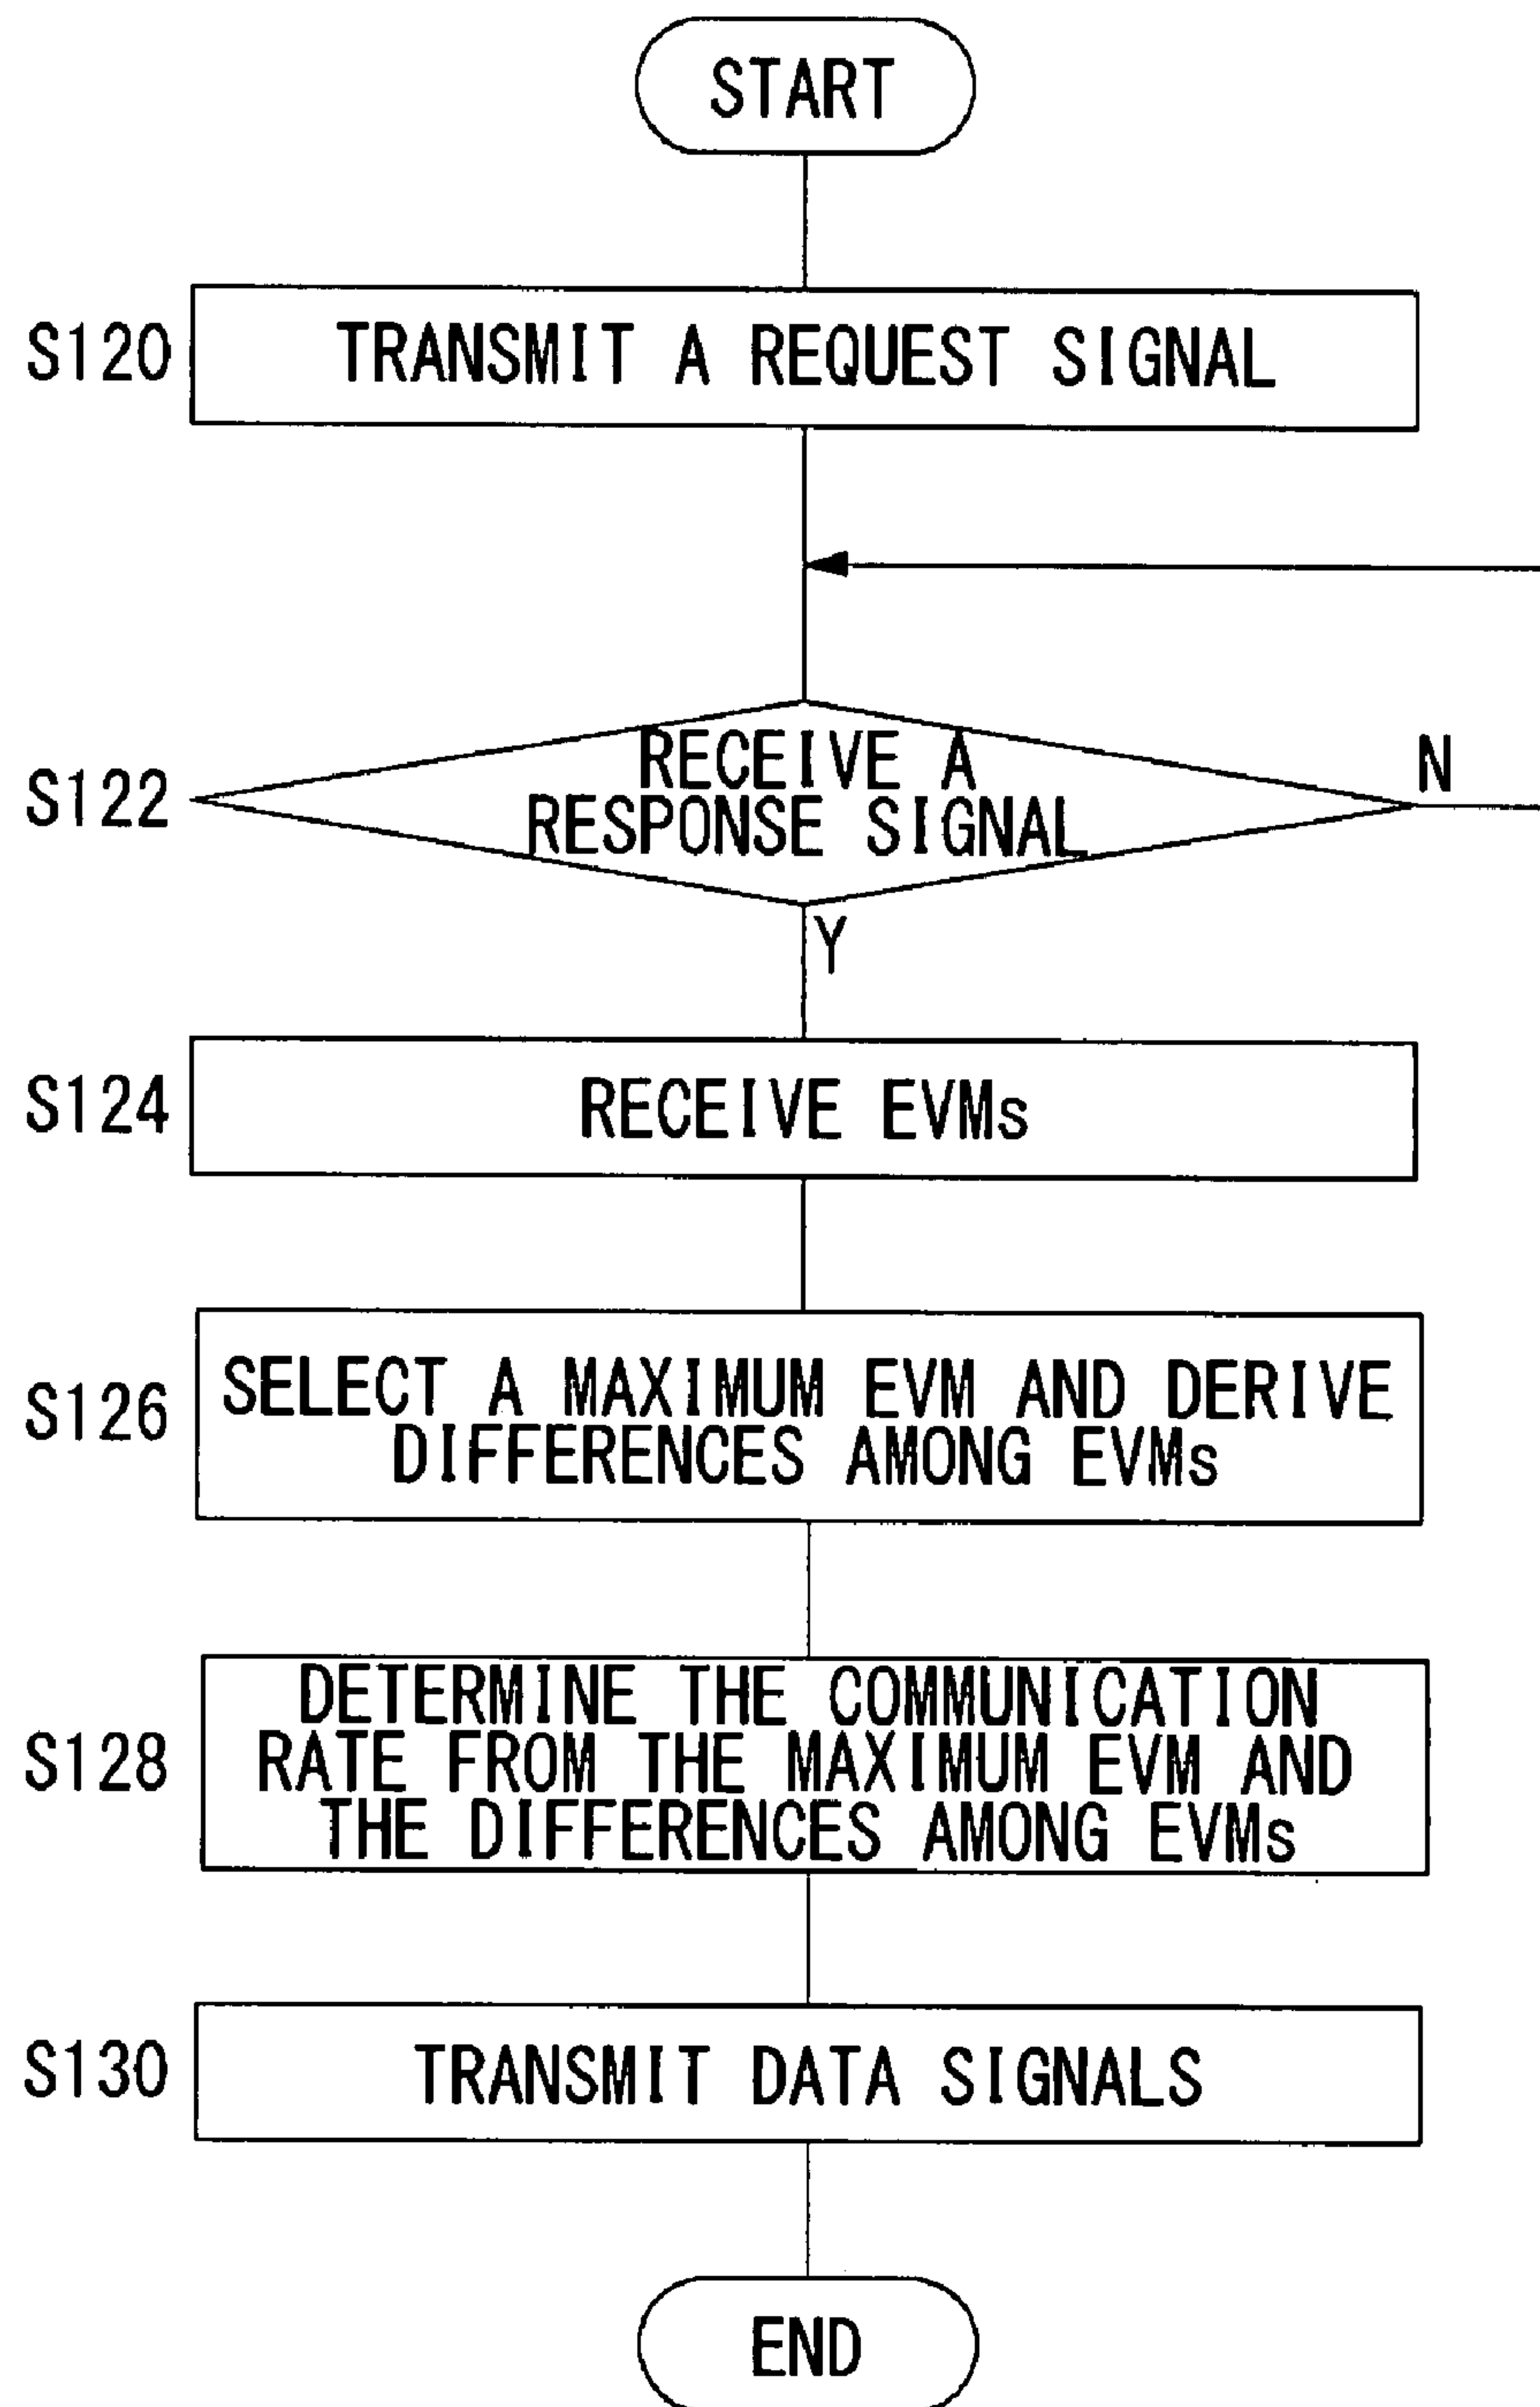 START
S120
TRANSMIT A REQUEST SIGNAL
S122
RECEIVE A
RESPONSE SIGNAL
N
Y
S124
RECEIVE EVMs
S126
SELECT A MAXIMUM EVM AND DERIVE
DIFFERENCES AMONG EVMs
S128
DETERMINE THE COMMUNICATION
RATE FROM THE MAXIMUM EVM AND
THE DIFFERENCES AMONG EVMs
S130
TRANSMIT DATA SIGNALS
END